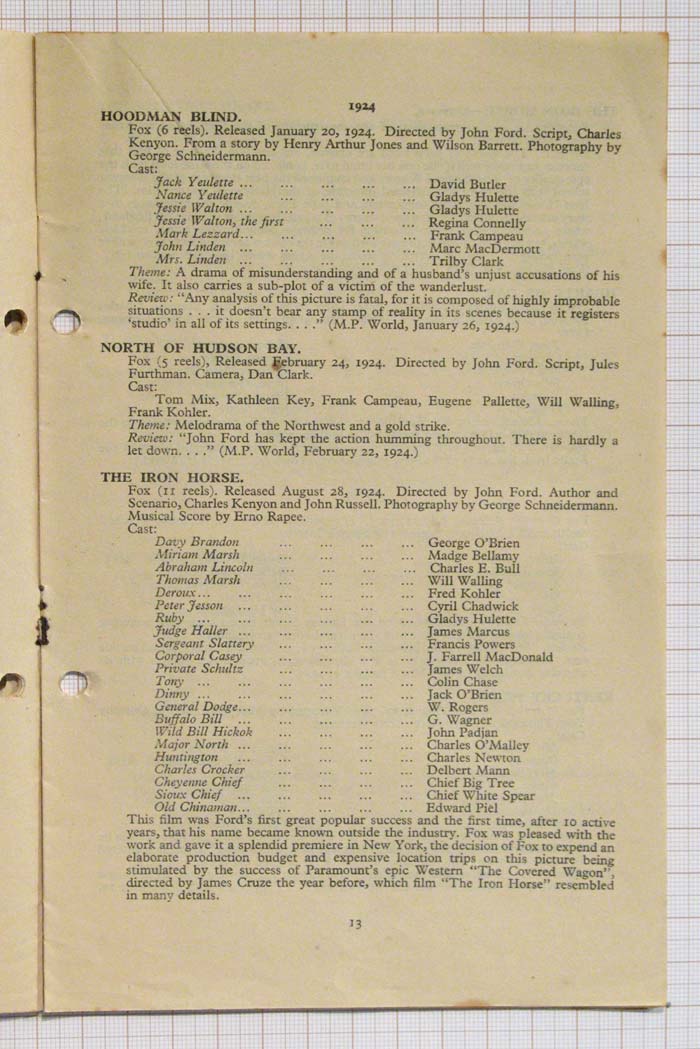 1924
HOODMAN BLIND.
Fox (6 reels). Released January 20, 1924. Directed by John Ford. Script, Charles
Kenyon. From a story by Henry Arthur Jones and Wilson Barrett. Photography by
George Schneidermann.
Cast:
Jack Yeulette ... ... ... ... ... David Butler
Nance Yeulette ... ... ... ... Gladys Hulette
Jessie Walton ... ... ... ... ... Gladys Hulette
Jessie Walton, the first ... ... ... Regina Connelly
Mark Lezzard... ... ... ... ... Frank Campeau
John Linden ... ... ... ... ... Marc MacDermott
Mrs. Linden ... ... ... ... ... Trilby Clark
Theme: A drama of misunderstanding and of a husband's unjust accusations of his
wife. It also carries a sub-plot of a victim of the wanderlust.
Review: "Any analysis of this picture is fatal, for it is composed of highly improbable
situations . . . it doesn't bear any stamp of reality in its scenes because it registers
'studio' in all of its settings. . . ." (M.P. World, January 26, 1924.)
NORTH OF HUDSON BAY.
Fox (5 reels), Released February 24, 1924. Directed by John Ford. Script, Jules
Furthman. Camera, Dan Clark.
Cast:
Tom Mix, Kathleen Key, Frank Campeau, Eugene Pallette, Will Walling,
Frank Kohler.
Theme: Melodrama of the Northwest and a gold strike.
Review: "John Ford has kept the action humming throughout. There is hardly a
let down. . . ." (M.P. World, February 22, 1924.)
THE IRON HORSE.
Fox (11 reels). Released August 28, 1924. Directed by John Ford. Author and
Scenario, Charles Kenyon and John Russell. Photography by George Schneidermann.
Musical Score by Erno Rapee.
Cast:
Davy Brandon ... ... ... ... George O'Brien
Miriam Marsh ... ... ... ... Madge Bellamy
Abraham Lincoln ... ... ... ... Charles E. Bull
Thomas Marsh ... ... ... ... Will Walling
Deroux... ... ... ... ... ... Fred Kohler
Peter Jesson ... ... ... ... ... Cyril Chadwick
Ruby ... ... ... ... ... ... Gladys Hulette
Judge Haller ... ... ... ... ... James Marcus
Sergeant Slattery ... ... ... ... Francis Powers
Corporal Casey ... ... ... ... J. Farrell MacDonald
Private Schultz ... ... ... ... James Welch
Tony ... ... ... ... ... ... Colin Chase
Dinny ... ... ... ... ... ... Jack O'Brien
General Dodge... ... ... ... ... W. Rogers
Buffalo Bill ... ... ... ... ... G. Wagner
Wild Bill Hickok ... ... ... ... John Padjan
Major North ... ... ... ... ... Charles O'Malley
Huntington ... ... ... ... ... Charles Newton
Charles Crocker ... ... ... ... Delbert Mann
Cheyenne Chief ... ... ... ... Chief Big Tree
Sioux Chief ... ... ... ... ... Chief White Spear
Old Chinaman... ... ... ... ... Edward Piel
This film was Ford's first great popular success and the first time, after 10 active
years, that his name became known outside the industry. Fox was pleased with the
work and gave it a splendid premiere in New York, the decision of Fox to expend an
elaborate production budget and expensive location trips on this picture being
stimulated by the success of Paramount's epic Western "The Covered Wagon",
directed by James Cruze the year before, which film "The Iron Horse" resembled
in many details.
13